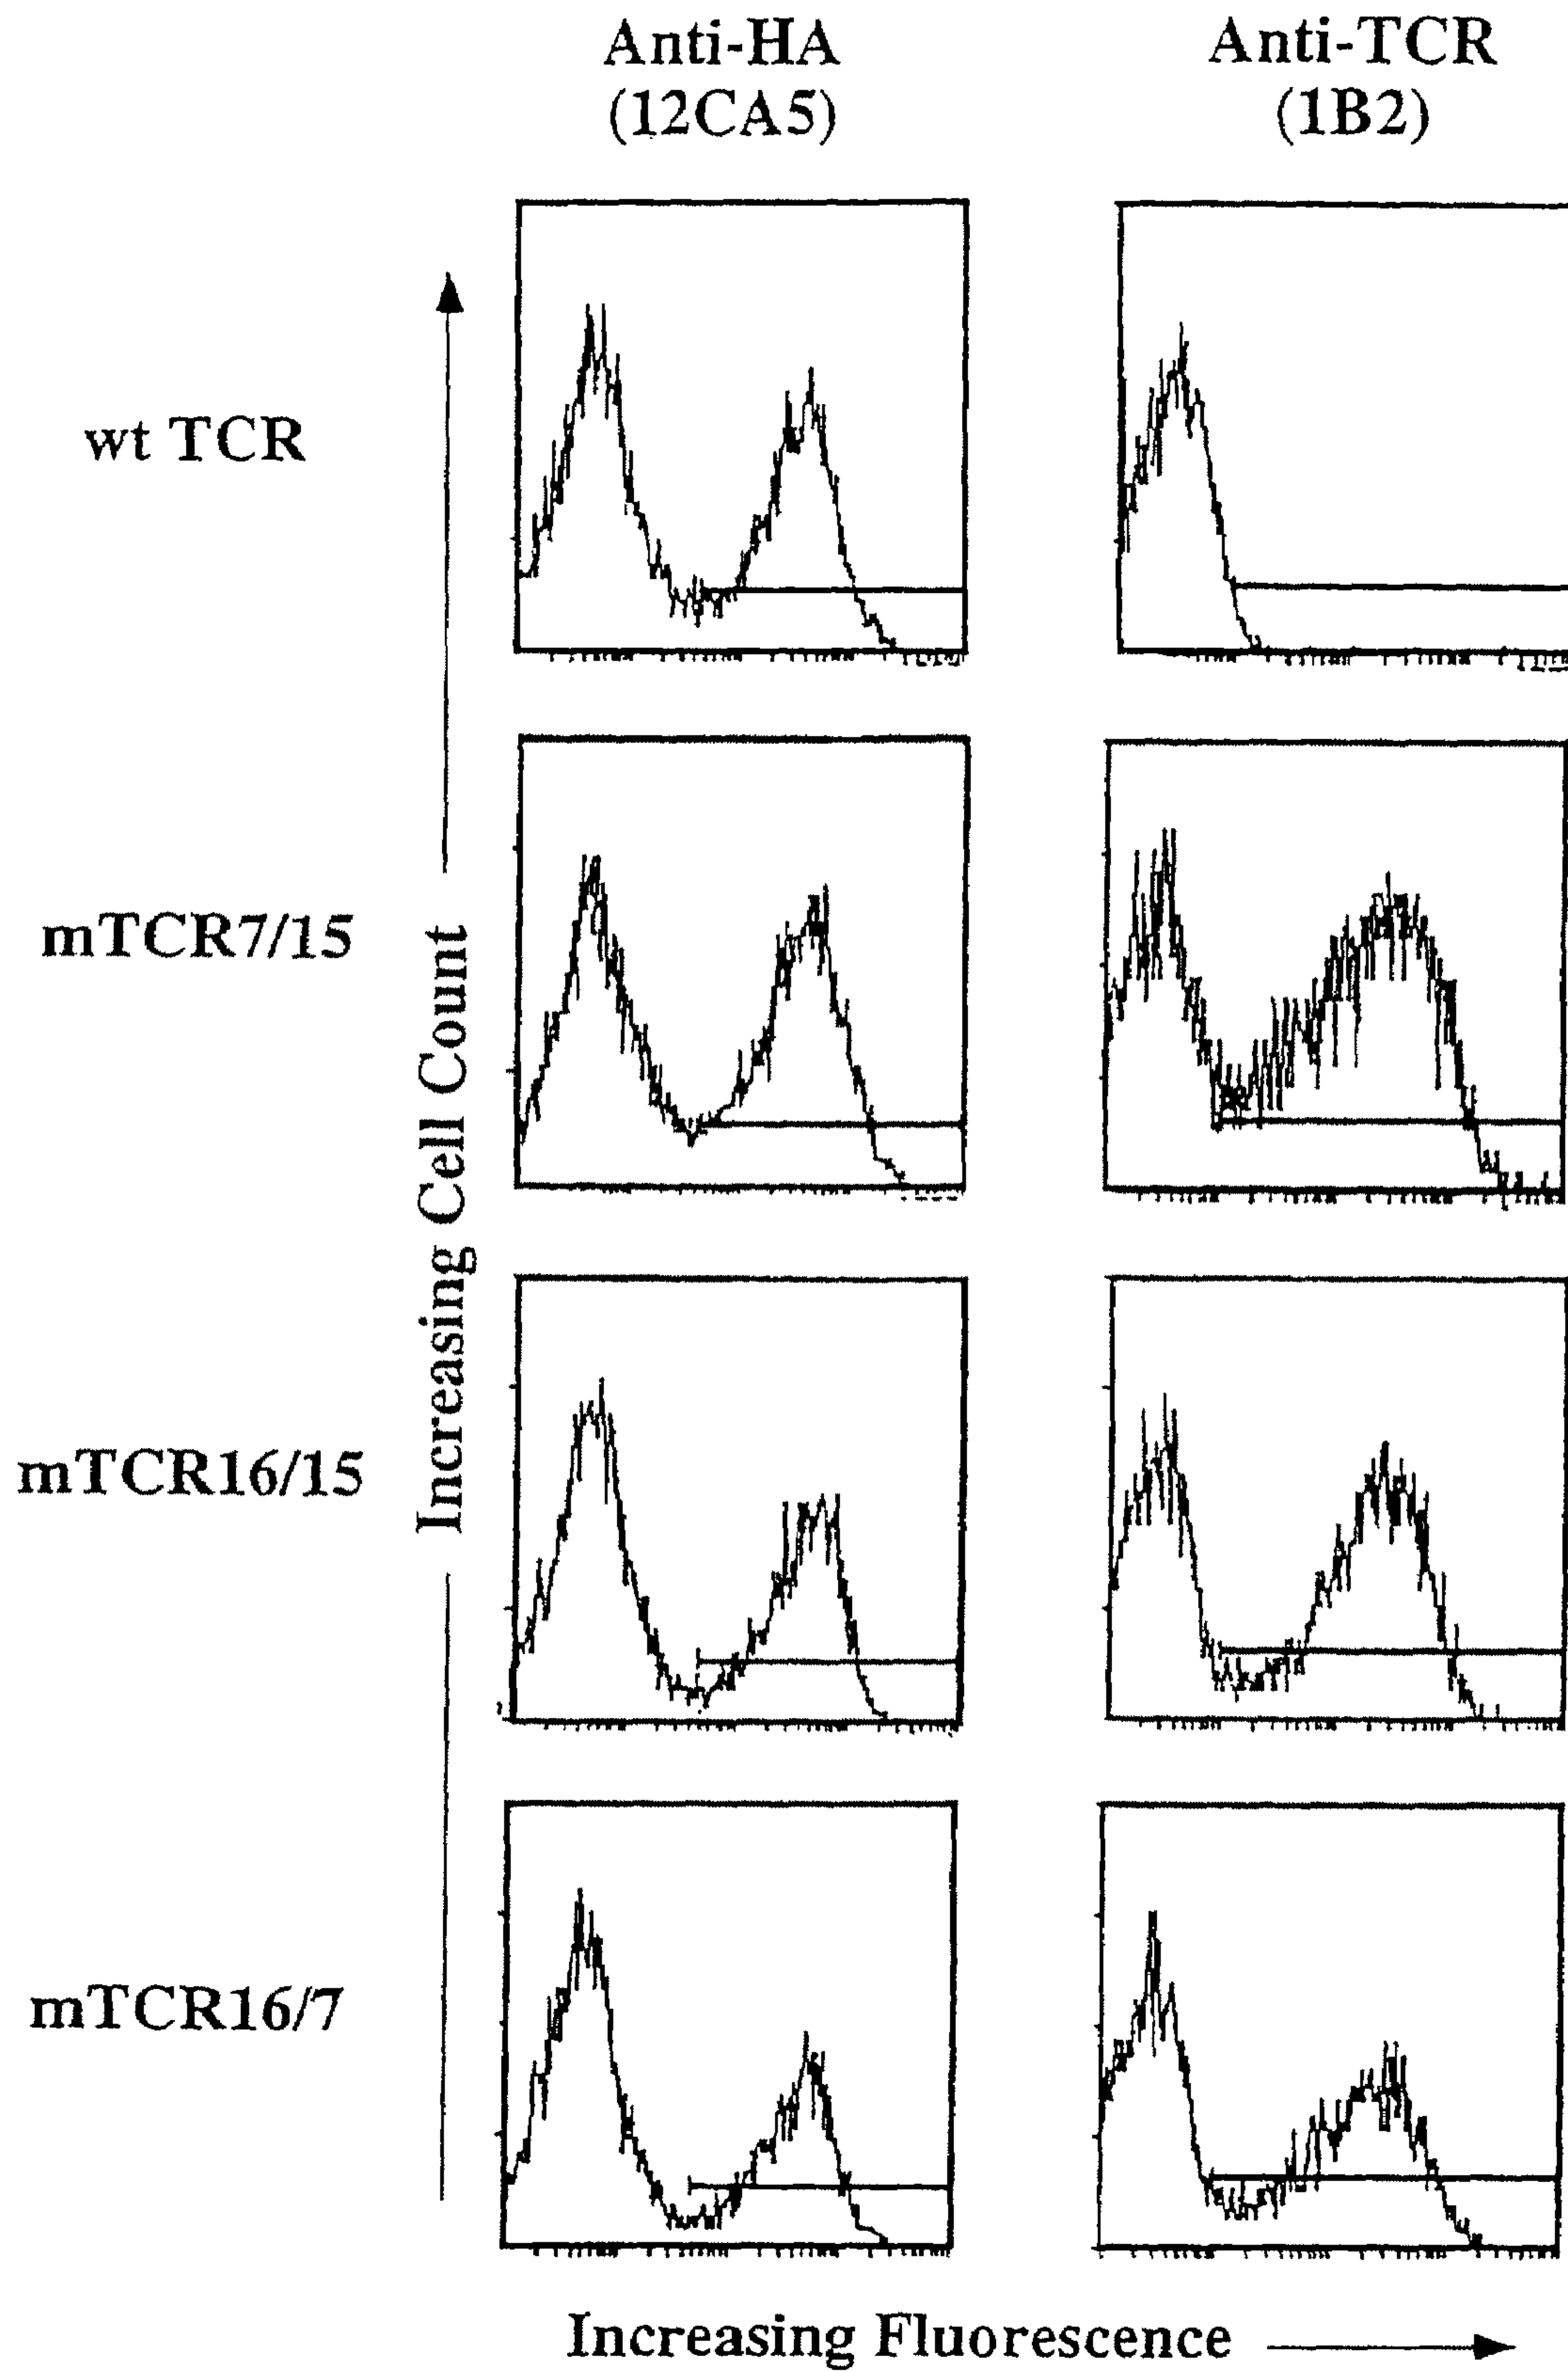 Anti-HA
(12CA5)
Anti-TCR
(1B2)
wt TCR
mTCR7/15
mTCR16/15
mTCR16/7
Increasing Cell Count
Increasing Fluorescence